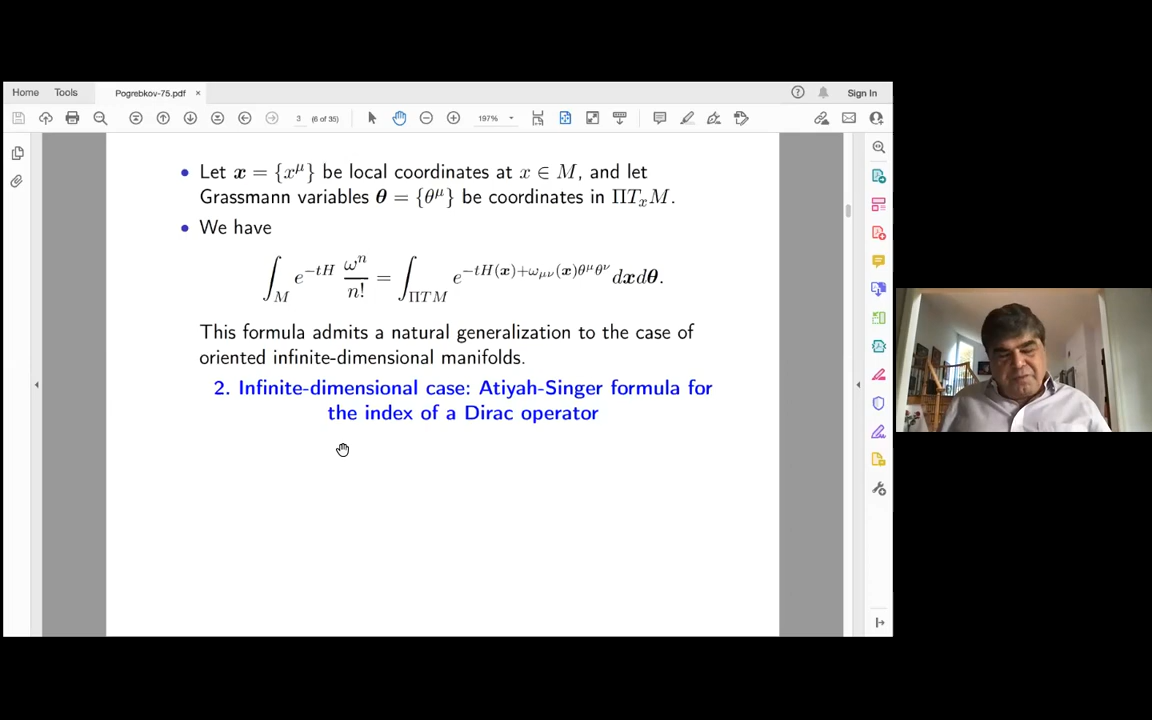 Home Tools Pogrebkov-75.pdf × Sign In
3 (6 of 35) 197%
• Let 𝒙 = {x^μ} be local coordinates at x ∈ M, and let
Grassmann variables 𝜽 = {θ^μ} be coordinates in ΠT_xM.
• We have
∫_M e^{−tH} ω^n/n! = ∫_{ΠTM} e^{−tH(𝒙)+ω_{μν}(𝒙)θ^μθ^ν} d𝒙d𝜽.
This formula admits a natural generalization to the case of
oriented infinite-dimensional manifolds.
2. Infinite-dimensional case: Atiyah-Singer formula for
the index of a Dirac operator